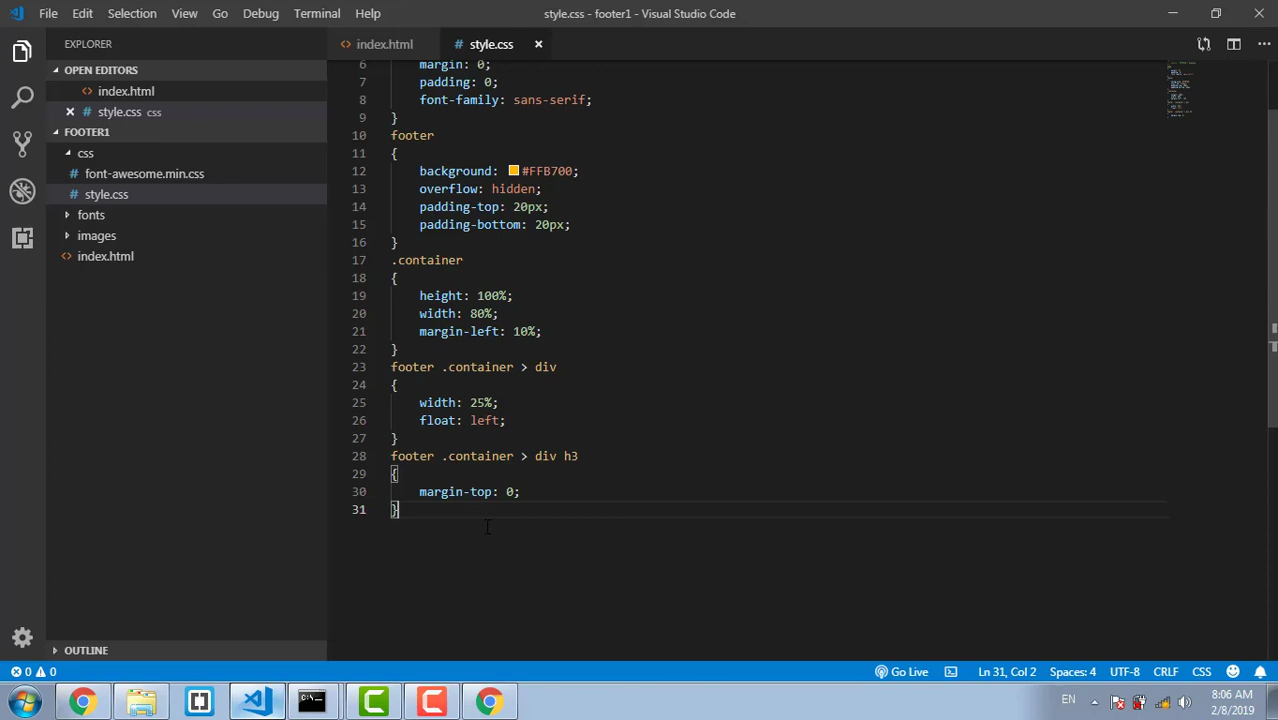 File Edit Selection View Go Debug Terminal Help
style.css - footer1 - Visual Studio Code
EXPLORER
OPEN EDITORS
<> index.html
# style.css css
FOOTER1
css
# font-awesome.min.css
# style.css
fonts
images
<> index.html
OUTLINE
<> index.html
# style.css
6 margin: 0;
7 padding: 0;
8 font-family: sans-serif;
9 }
10 footer
11 {
12 background: #FFB700;
13 overflow: hidden;
14 padding-top: 20px;
15 padding-bottom: 20px;
16 }
17 .container
18 {
19 height: 100%;
20 width: 80%;
21 margin-left: 10%;
22 }
23 footer .container > div
24 {
25 width: 25%;
26 float: left;
27 }
28 footer .container > div h3
29 {
30 margin-top: 0;
31 }
0 0
Go Live
Ln 31, Col 2
Spaces: 4
UTF-8
CRLF
CSS
C:\
EN
8:06 AM
2/8/2019